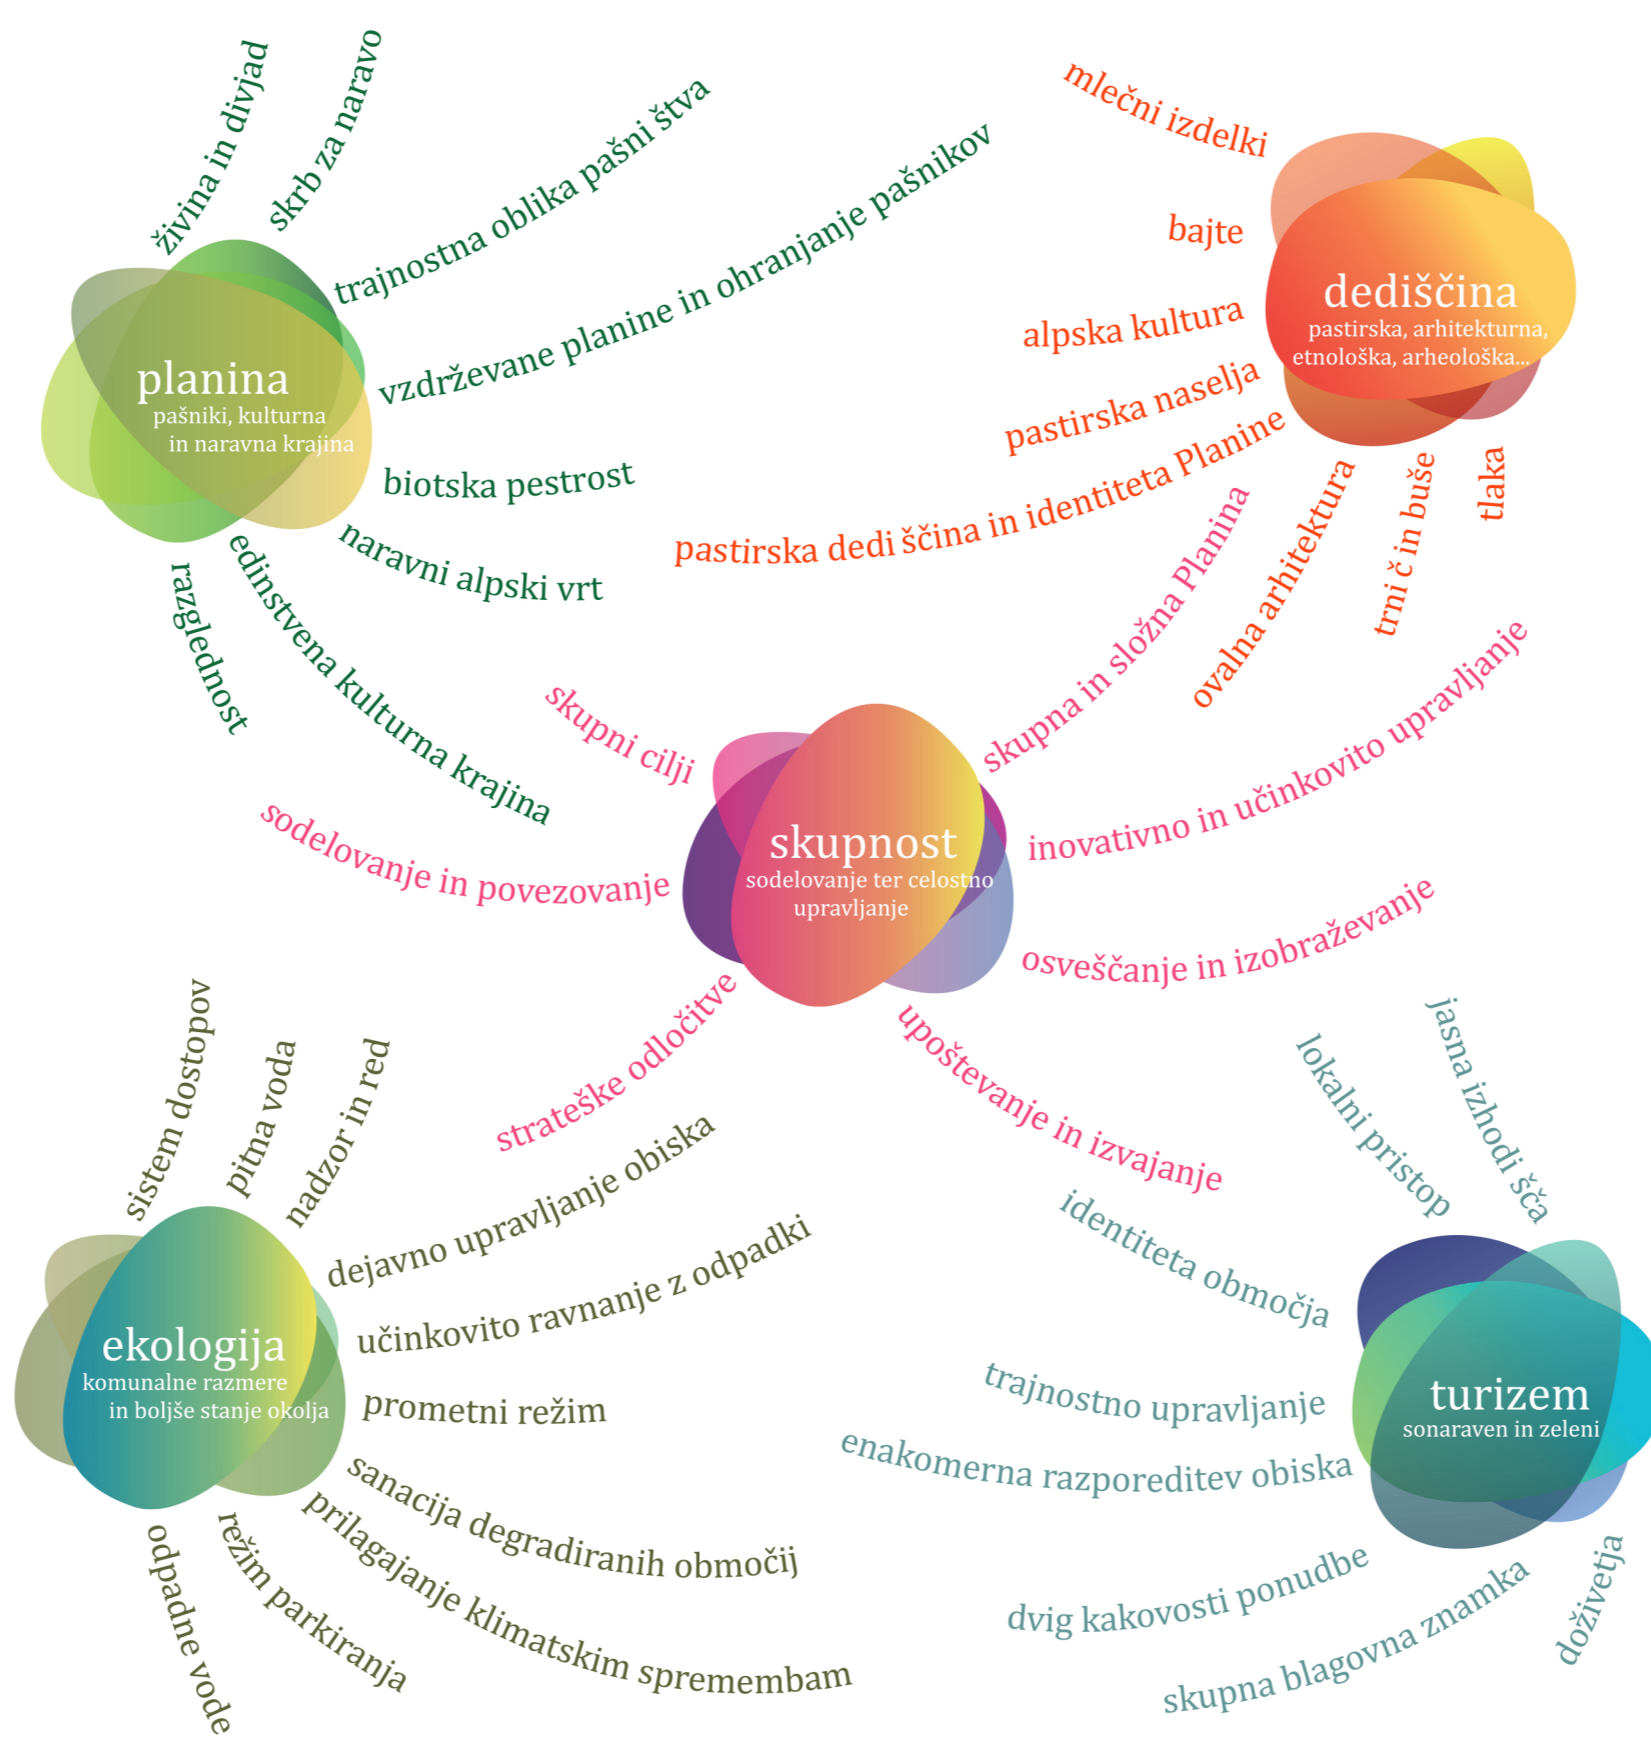 živina in divjad
skrb za naravo
trajnostna oblika pašni štva
vzdrževane planine in ohranjanje pašnikov
planina
pašniki, kulturna
in naravna krajina
biotska pestrost
naravni alpski vrt
edinstvena kulturna krajina
razglednost
mlečni izdelki
bajte
alpska kultura
pastirska naselja
pastirska dedi ščina in identiteta Planine
dediščina
pastirska, arhitekturna,
etnološka, arheološka...
ovalna arhitektura
trni č in buše
tlaka
skupni cilji
sodelovanje in povezovanje
strateške odločitve
skupnost
sodelovanje ter celostno
upravljanje
skupna in složna Planina
inovativno in učinkovito upravljanje
osveščanje in izobraževanje
upoštevanje in izvajanje
sistem dostopov
pitna voda
nadzor in red
dejavno upravljanje obiska
učinkovito ravnanje z odpadki
ekologija
komunalne razmere
in boljše stanje okolja
prometni režim
sanacija degradiranih območij
prilagajanje klimatskim spremembam
režim parkiranja
odpadne vode
jasna izhodi šča
lokalni pristop
identiteta območja
trajnostno upravljanje
enakomerna razporeditev obiska
turizem
sonaraven in zeleni
dvig kakovosti ponudbe
skupna blagovna znamka
doživetja